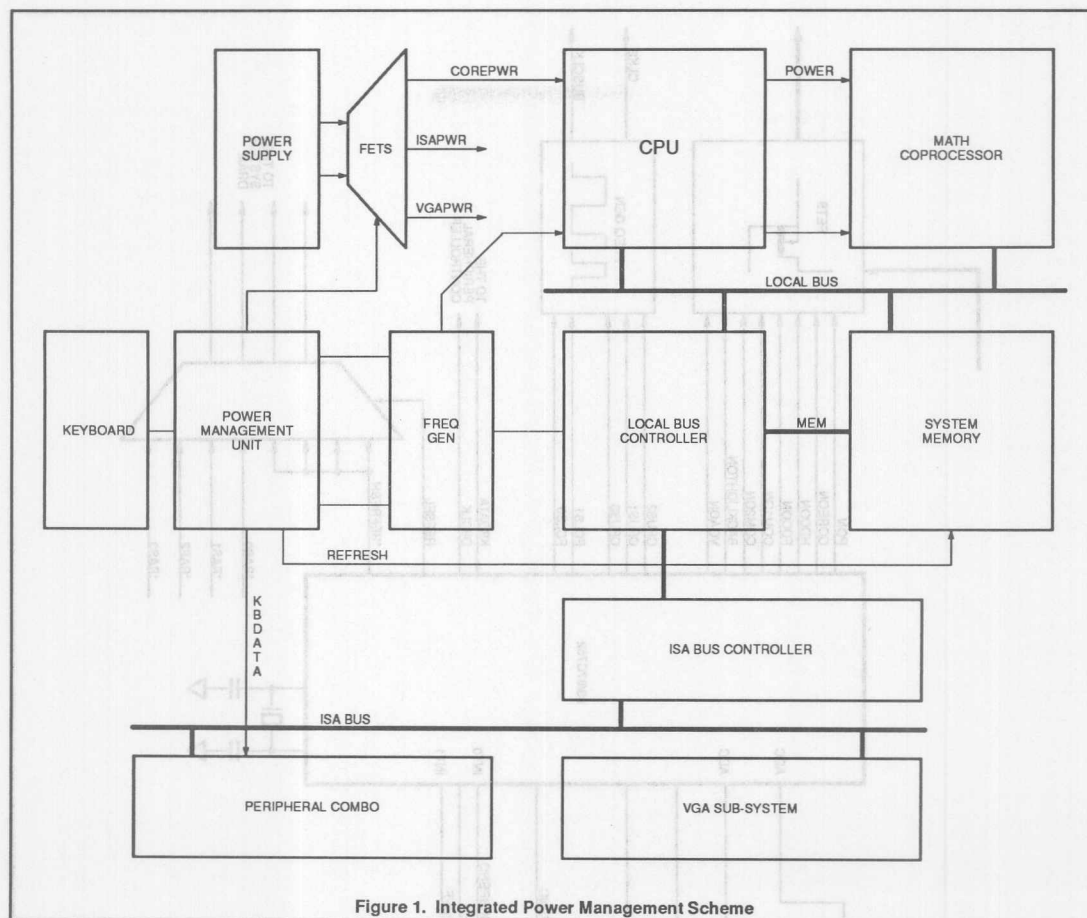 COREPWR
POWER
POWER
SUPPLY
FETS
ISAPWR
CPU
MATH
COPROCESSOR
VGAPWR
LOCAL BUS
KEYBOARD
POWER
MANAGEMENT
UNIT
FREQ
GEN
LOCAL BUS
CONTROLLER
MEM
SYSTEM
MEMORY
REFRESH
KBDATA
ISA BUS CONTROLLER
ISA BUS
PERIPHERAL COMBO
VGA SUB-SYSTEM
Figure 1. Integrated Power Management Scheme